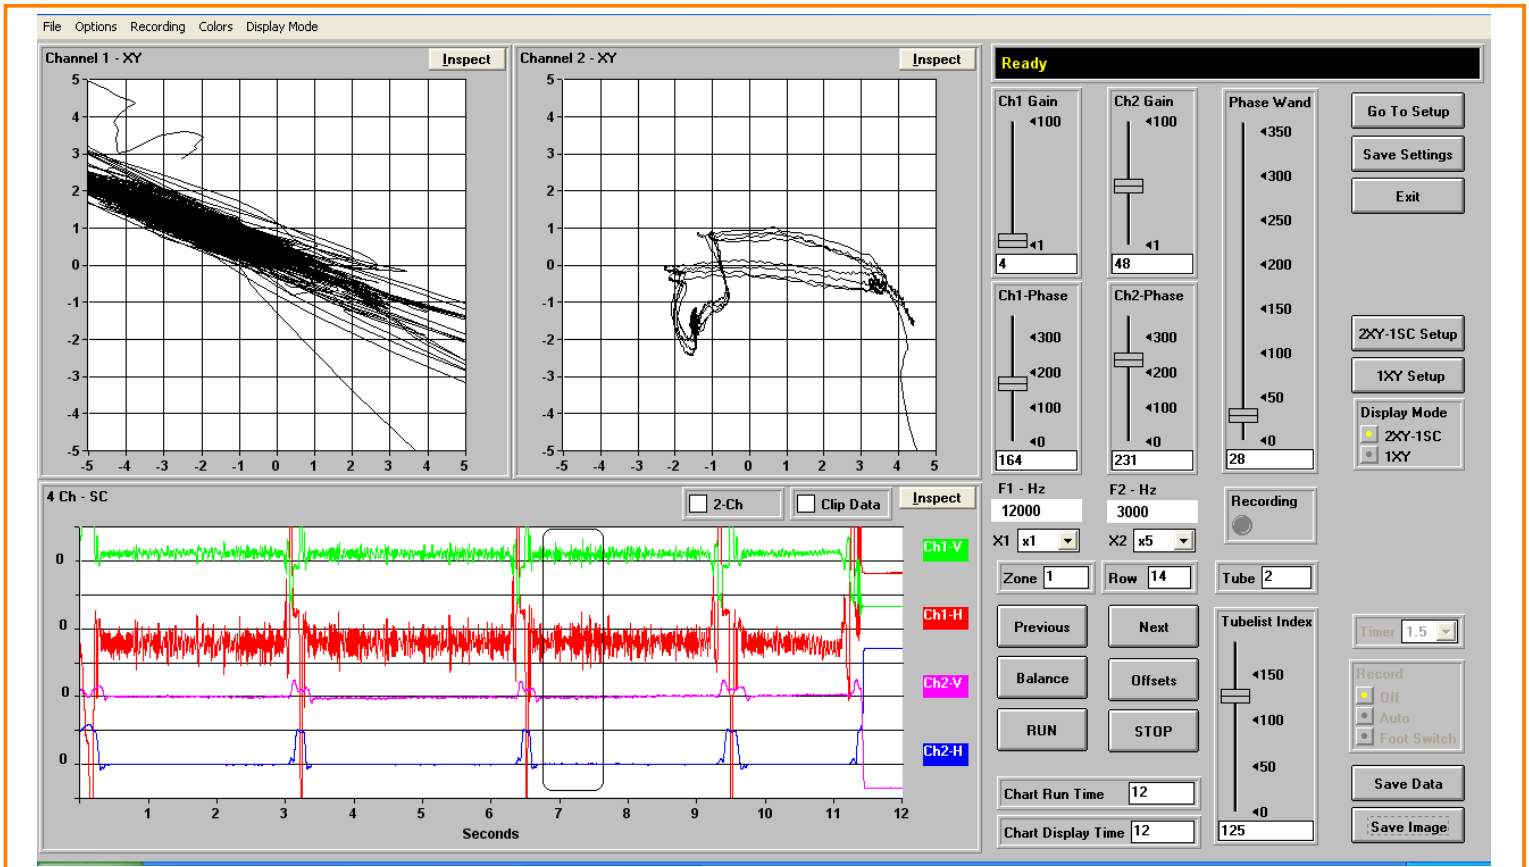 File Options Recording Colors Display Mode
Channel 1 - XY
Inspect
5
4
3
2
1
0
-1
-2
-3
-4
-5
-5 -4 -3 -2 -1 0 1 2 3 4 5
Channel 2 - XY
Inspect
5
4
3
2
1
0
-1
-2
-3
-4
-5
-5 -4 -3 -2 -1 0 1 2 3 4 5
4 Ch - SC
2-Ch
Clip Data
Inspect
0
0
0
0
Ch1-V
Ch1-H
Ch2-V
Ch2-H
1 2 3 4 5 6 7 8 9 10 11 12
Seconds
Ready
Ch1 Gain
100
1
4
Ch2 Gain
100
1
48
Phase Wand
350
300
250
200
150
100
50
0
28
Ch1-Phase
300
200
100
0
164
Ch2-Phase
300
200
100
0
231
Go To Setup
Save Settings
Exit
2XY-1SC Setup
1XY Setup
Display Mode
2XY-1SC
1XY
F1 - Hz
12000
X1 x1
F2 - Hz
3000
X2 x5
Recording
Zone 1
Row 14
Tube 2
Previous
Next
Balance
Offsets
RUN
STOP
Tubelist Index
150
100
50
0
125
Timer 1.5
Record
Off
Auto
Foot Switch
Chart Run Time 12
Chart Display Time 12
Save Data
Save Image